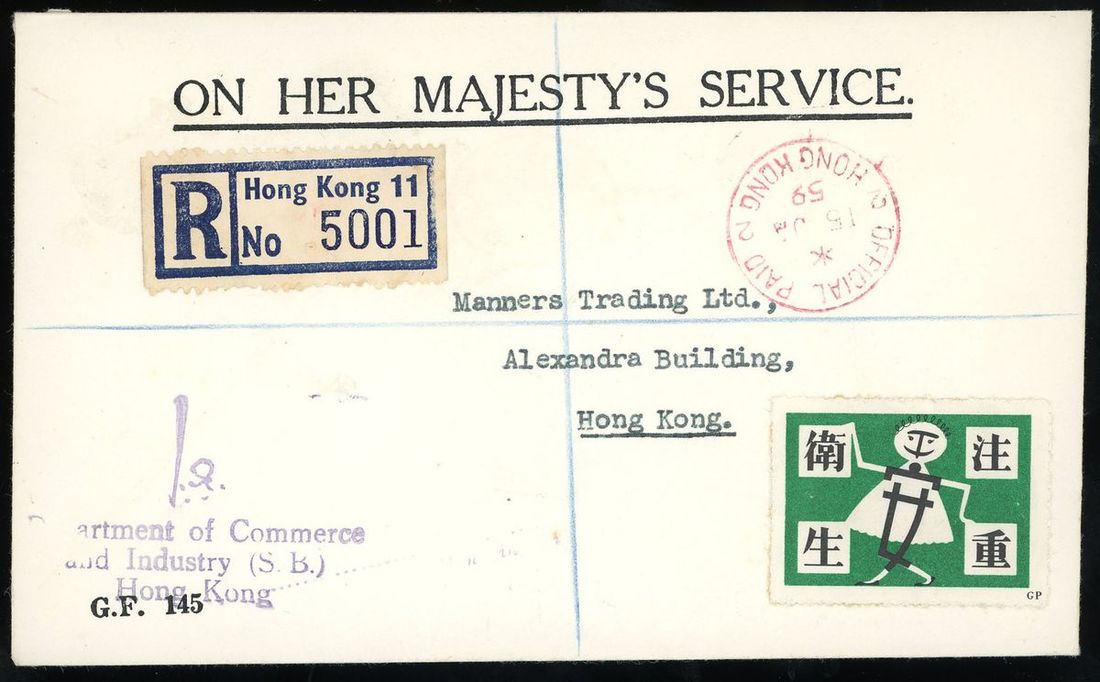 ON HER MAJESTY'S SERVICE.
R
Hong Kong 11
No 5001
2 OFFICIAL PAID 2 HONG KONG
15 JA
59
Manners Trading Ltd.,
Alexandra Building,
Hong Kong.
注重
衛生
GP
artment of Commerce
and Industry (S. B.)
Hong Kong
G.F. 145